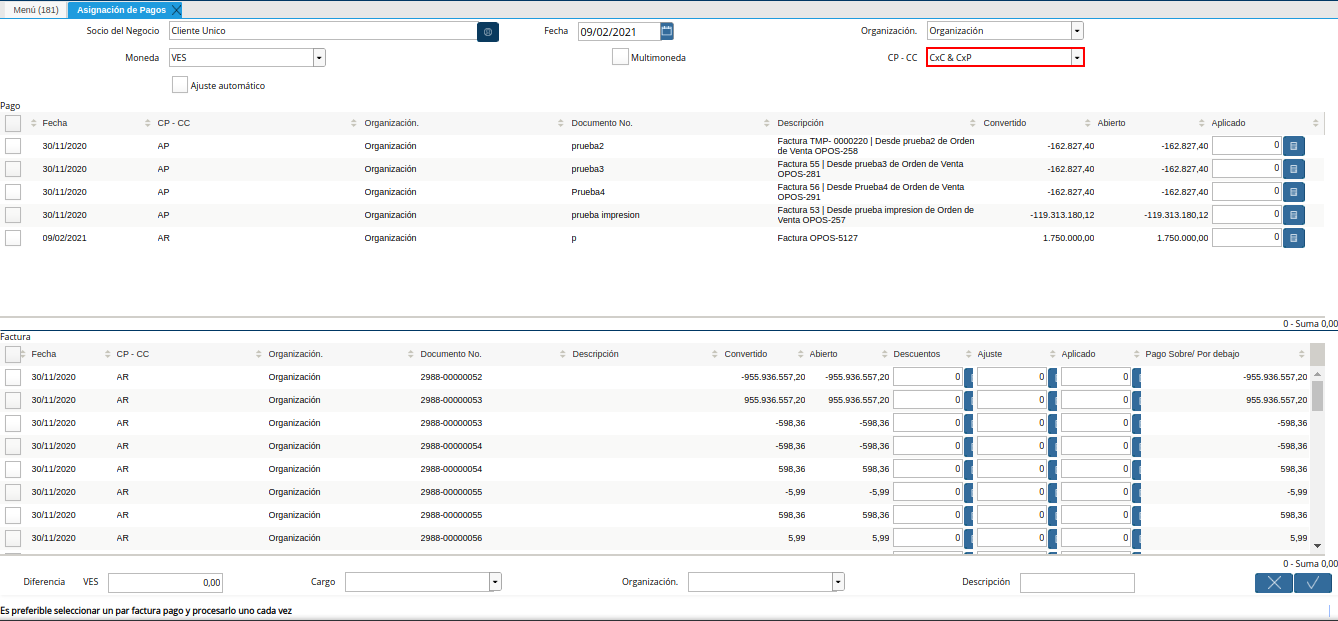 Menú (181) Asignación de Pagos
Socio del Negocio Cliente Unico Fecha 09/02/2021 Organización. Organización
Moneda VES Multimoneda CP - CC CxC & CxP
Ajuste automático
Pago
Fecha CP - CC Organización. Documento No. Descripción Convertido Abierto Aplicado
30/11/2020 AP Organización prueba2 Factura TMP- 0000220 | Desde prueba2 de Orden de Venta OPOS-258 -162.827,40 -162.827,40 0
30/11/2020 AP Organización prueba3 Factura 55 | Desde prueba3 de Orden de Venta OPOS-281 -162.827,40 -162.827,40 0
30/11/2020 AP Organización Prueba4 Factura 56 | Desde Prueba4 de Orden de Venta OPOS-291 -162.827,40 -162.827,40 0
30/11/2020 AP Organización prueba impresion Factura 53 | Desde prueba impresion de Orden de Venta OPOS-257 -119.313.180,12 -119.313.180,12 0
09/02/2021 AR Organización p Factura OPOS-5127 1.750.000,00 1.750.000,00 0
0 - Suma 0,00
Factura
Fecha CP - CC Organización. Documento No. Descripción Convertido Abierto Descuentos Ajuste Aplicado Pago Sobre/ Por debajo
30/11/2020 AR Organización 2988-00000052 -955.936.557,20 -955.936.557,20 0 0 0 -955.936.557,20
30/11/2020 AR Organización 2988-00000053 955.936.557,20 955.936.557,20 0 0 0 955.936.557,20
30/11/2020 AR Organización 2988-00000053 -598,36 -598,36 0 0 0 -598,36
30/11/2020 AR Organización 2988-00000054 -598,36 -598,36 0 0 0 -598,36
30/11/2020 AR Organización 2988-00000054 598,36 598,36 0 0 0 598,36
30/11/2020 AR Organización 2988-00000055 -5,99 -5,99 0 0 0 -5,99
30/11/2020 AR Organización 2988-00000055 598,36 598,36 0 0 0 598,36
30/11/2020 AR Organización 2988-00000056 5,99 5,99 0 0 0 5,99
0 - Suma 0,00
Diferencia VES 0,00 Cargo Organización. Descripción
Es preferible seleccionar un par factura pago y procesarlo uno cada vez